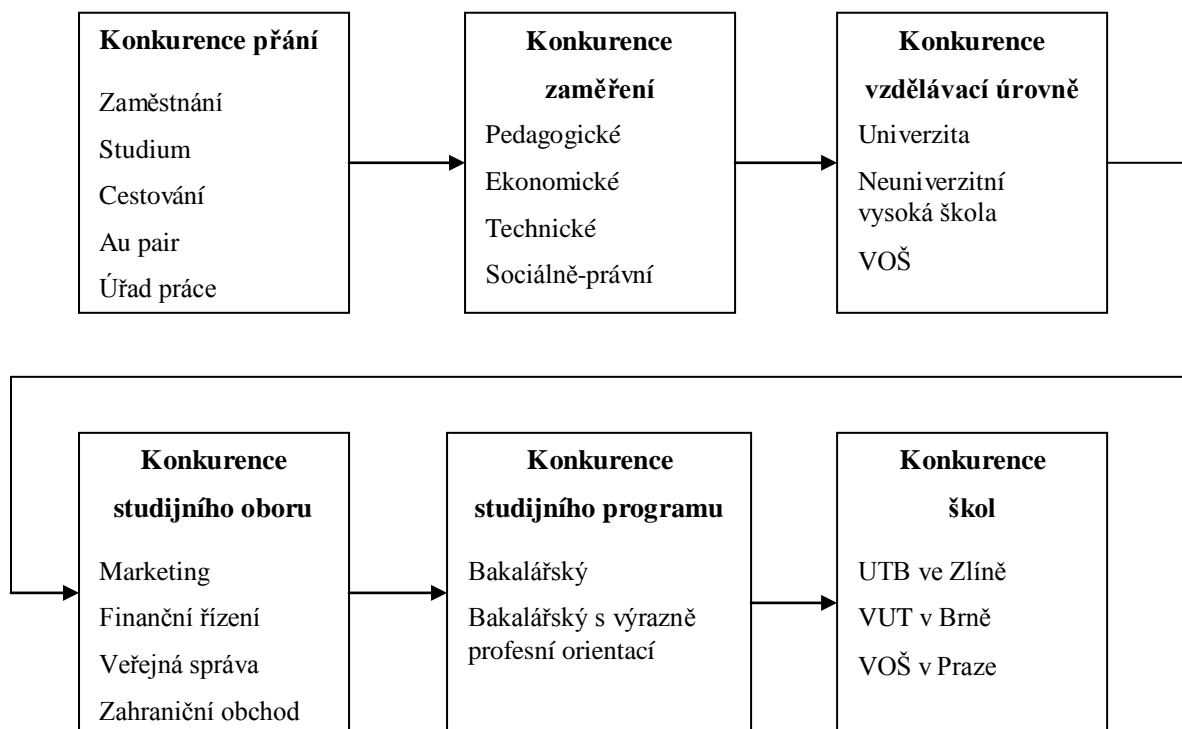 Konkurence přání
Zaměstnání
Studium
Cestování
Au pair
Úřad práce
Konkurence
zaměření
Pedagogické
Ekonomické
Technické
Sociálně-právní
Konkurence
vzdělávací úrovně
Univerzita
Neuniverzitní
vysoká škola
VOŠ
Konkurence
studijního oboru
Marketing
Finanční řízení
Veřejná správa
Zahraniční obchod
Konkurence
studijního programu
Bakalářský
Bakalářský s výrazně
profesní orientací
Konkurence
škol
UTB ve Zlíně
VUT v Brně
VOŠ v Praze